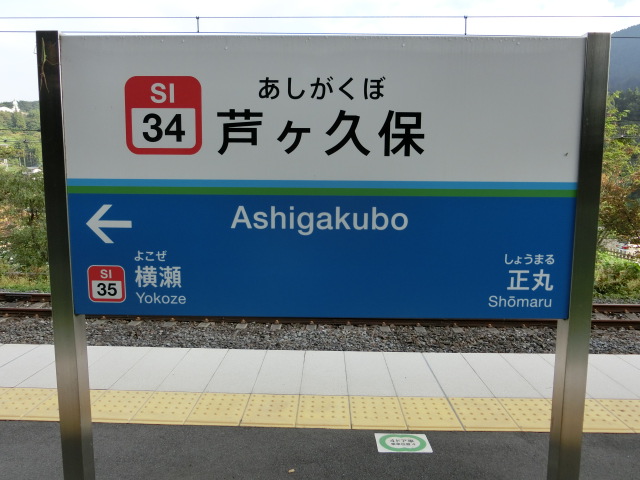 SI
34
あしがくぼ
芦ヶ久保
Ashigakubo
SI
35
よこぜ
横瀬
Yokoze
しょうまる
正丸
Shōmaru